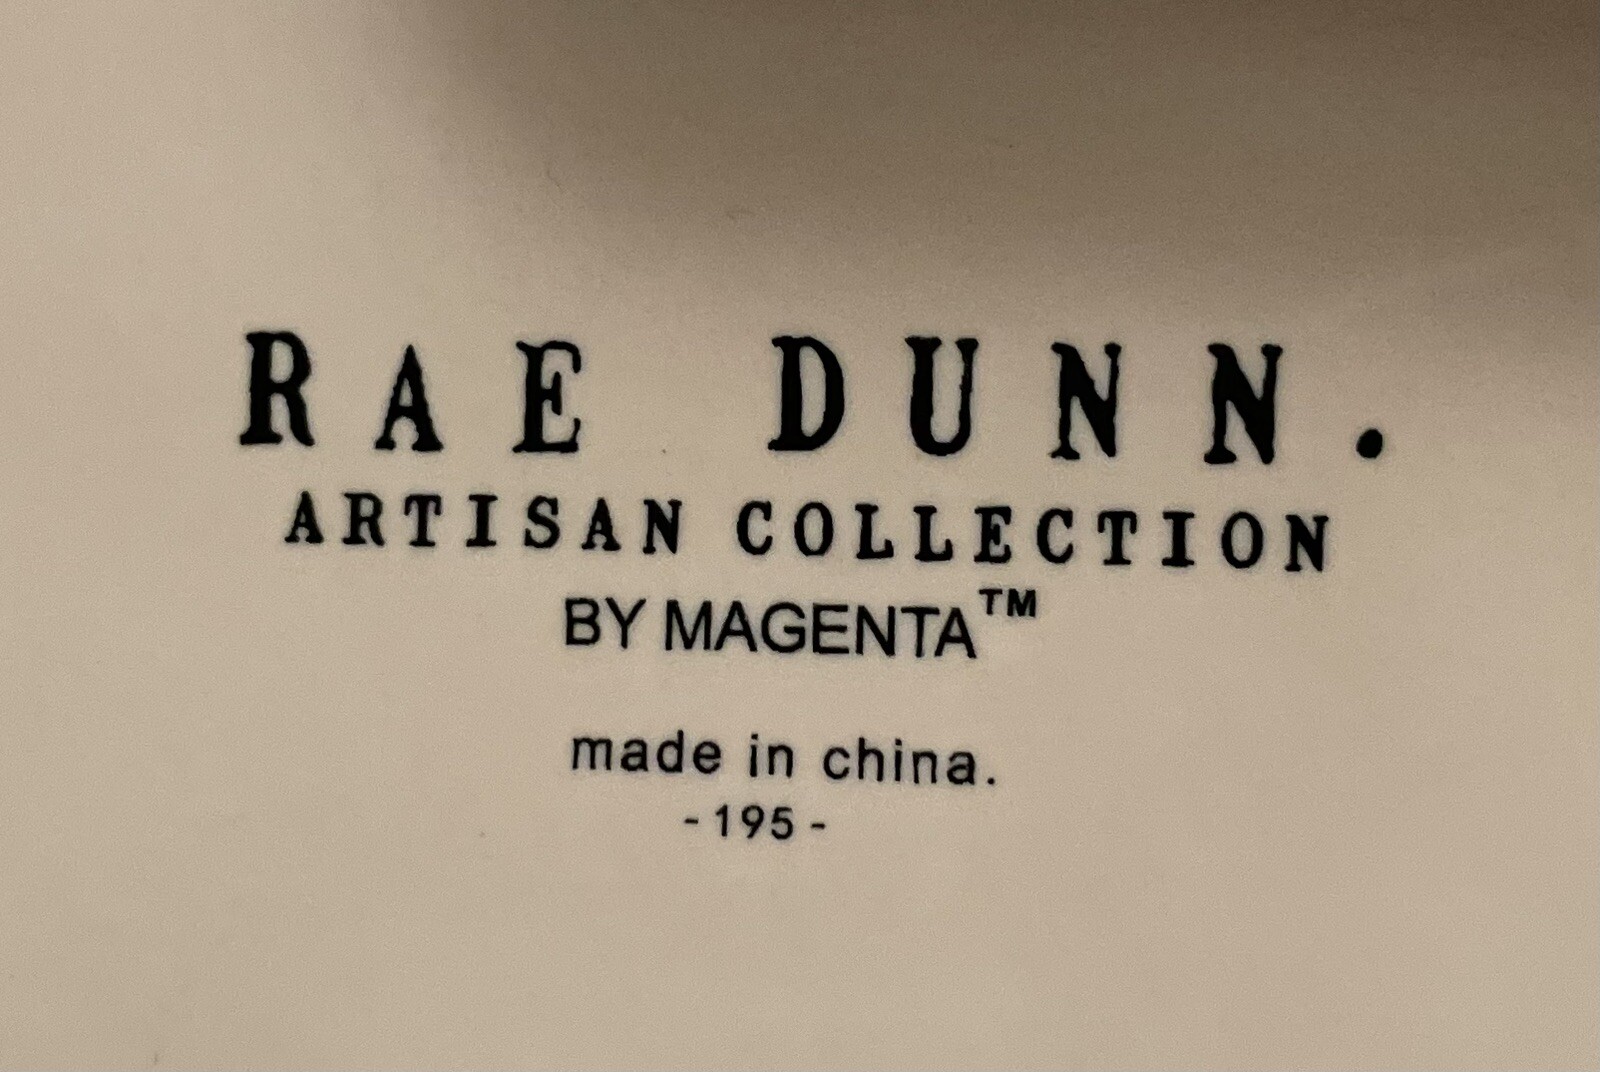 RAE DUNN.
ARTISAN COLLECTION
BY MAGENTA™
made in china.
- 195 -